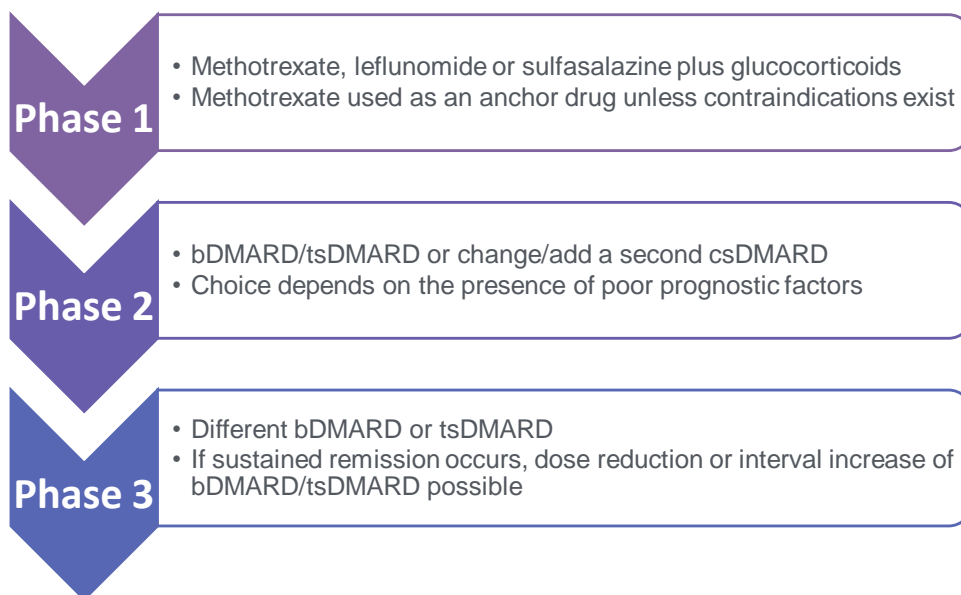 Phase 1
• Methotrexate, leflunomide or sulfasalazine plus glucocorticoids
• Methotrexate used as an anchor drug unless contraindications exist
Phase 2
• bDMARD/tsDMARD or change/add a second csDMARD
• Choice depends on the presence of poor prognostic factors
Phase 3
• Different bDMARD or tsDMARD
• If sustained remission occurs, dose reduction or interval increase of
bDMARD/tsDMARD possible